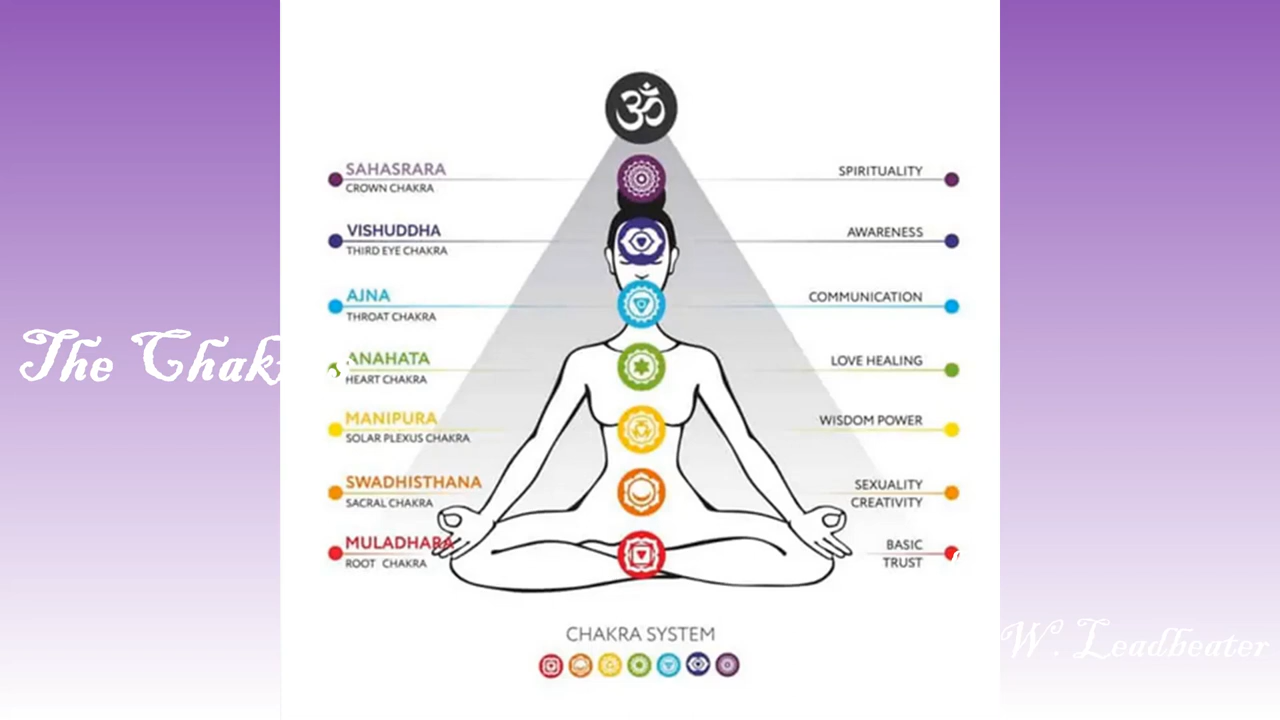 ॐ
SAHASRARA
CROWN CHAKRA
SPIRITUALITY
VISHUDDHA
THIRD EYE CHAKRA
AWARENESS
AJNA
THROAT CHAKRA
COMMUNICATION
The Chak
ANAHATA
HEART CHAKRA
LOVE HEALING
MANIPURA
SOLAR PLEXUS CHAKRA
WISDOM POWER
SWADHISTHANA
SACRAL CHAKRA
SEXUALITY
CREATIVITY
MULADHARA
ROOT CHAKRA
BASIC
TRUST
CHAKRA SYSTEM
W. Leadbeater